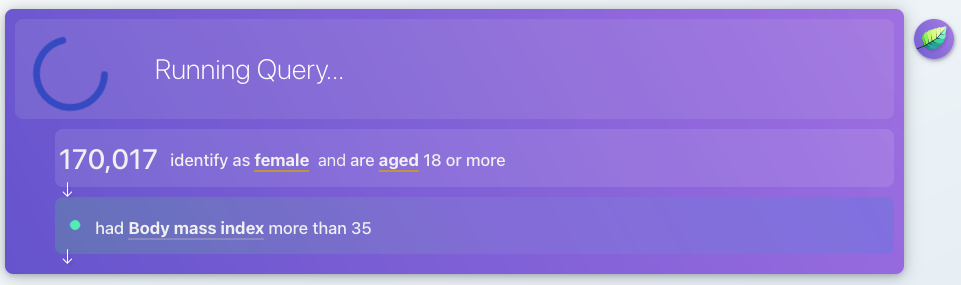 Running Query...
170,017 identify as female and are aged 18 or more
had Body mass index more than 35